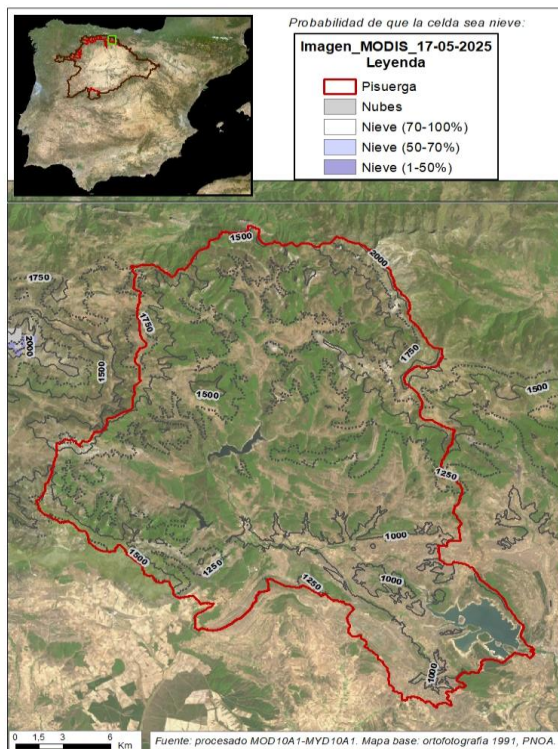 Probabilidad de que la celda sea nieve:
Imagen_MODIS_17-05-2025
Leyenda
Pisuerga
Nubes
Nieve (70-100%)
Nieve (50-70%)
Nieve (1-50%)
1500
2000
1750
1750
2000
1750
1500
1500
1500
1250
1000
1500
1250
1250
1000
1000
0 1,5 3 6
Km
Fuente: procesado MOD10A1-MYD10A1. Mapa base: ortofotografía 1991, PNOA.